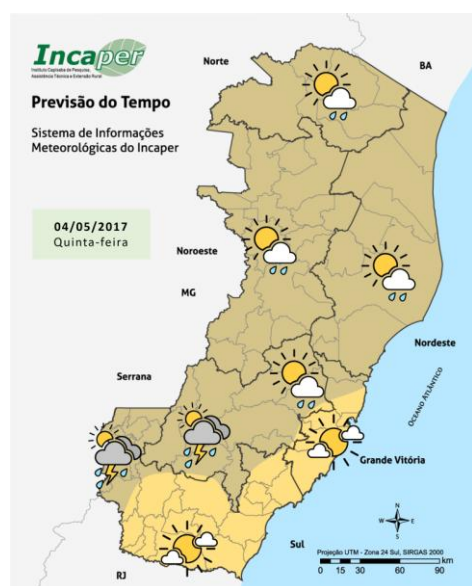 Incaper
Instituto Capixaba de Pesquisa,
Assistência Técnica e Extensão Rural
Previsão do Tempo
Sistema de Informações
Meteorológicas do Incaper
04/05/2017
Quinta-feira
Norte
BA
Noroeste
MG
Nordeste
Serrana
OCEANO ATLÂNTICO
Grande Vitória
Sul
RJ
N
W
E
S
Projeção UTM - Zona 24 Sul, SIRGAS 2000
0 15 30 60 90 km